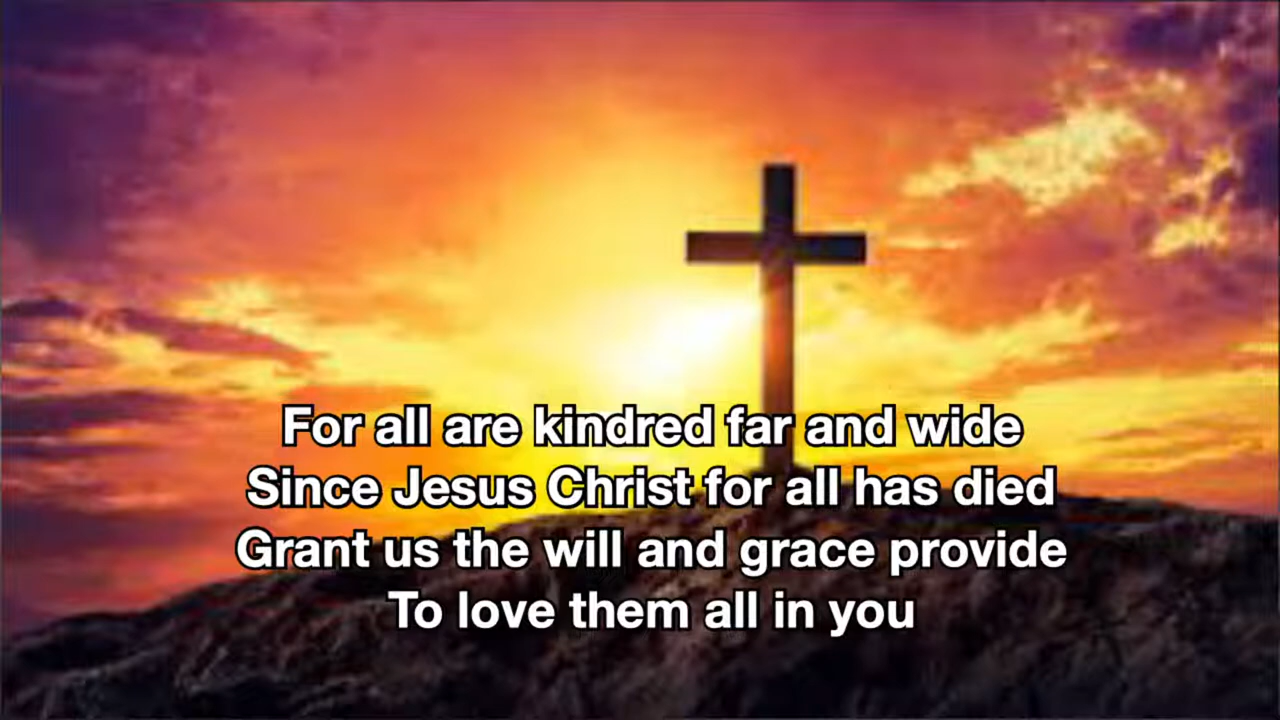 For all are kindred far and wide
Since Jesus Christ for all has died
Grant us the will and grace provide
To love them all in you